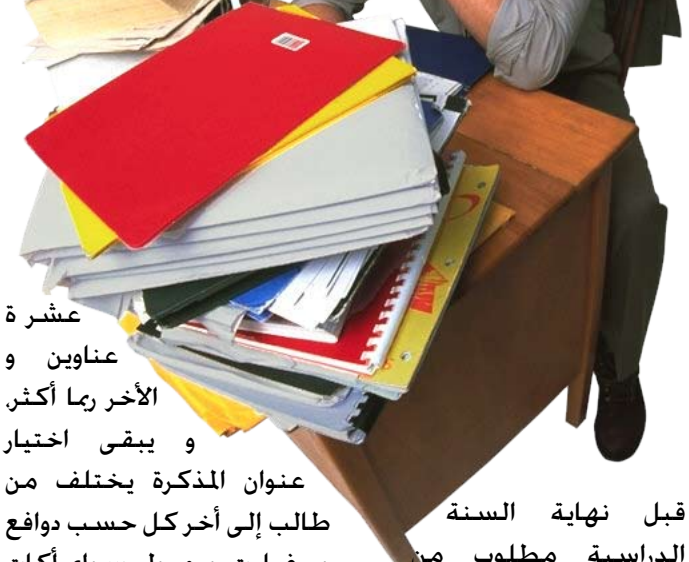 قبل نهاية السنة
الدراسية مطلوب من
عشرة
عناوين و
الأخر ربما أكثر،
و يبقى اختيار
عنوان المذكرة يختلف من
طالب إلى أخر كل حسب دوافع